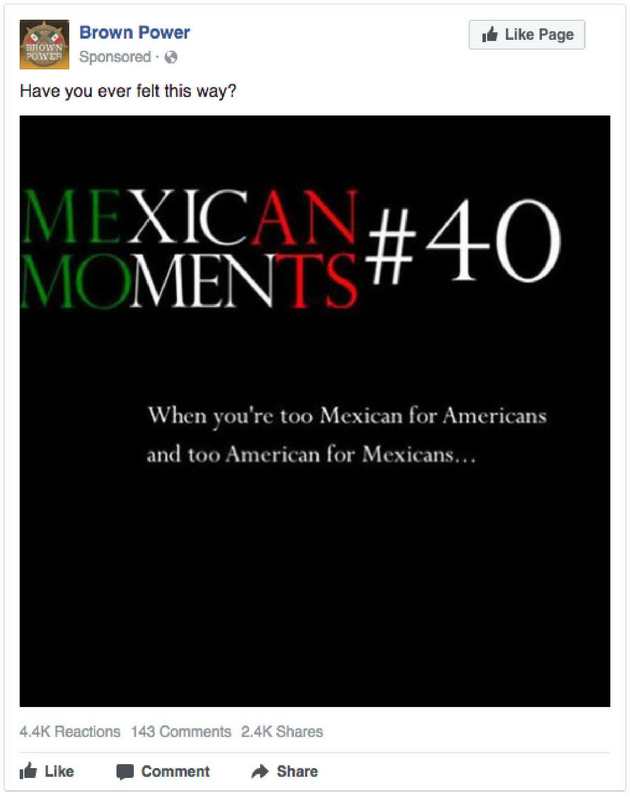 BROWN
POWER
Brown Power
Sponsored ·
Like Page
Have you ever felt this way?
MEXICAN
MOMENTS
#40
When you're too Mexican for Americans
and too American for Mexicans...
4.4K Reactions 143 Comments 2.4K Shares
Like Comment Share